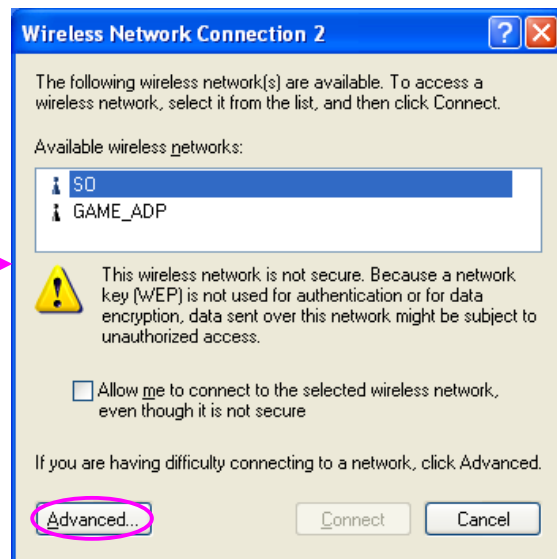 Wireless Network Connection 2
The following wireless network(s) are available. To access a
wireless network, select it from the list, and then click Connect.
Available wireless networks:
SO
GAME_ADP
This wireless network is not secure. Because a network
key (WEP) is not used for authentication or for data
encryption, data sent over this network might be subject to
unauthorized access.
Allow me to connect to the selected wireless network,
even though it is not secure
If you are having difficulty connecting to a network, click Advanced.
Advanced... Connect Cancel